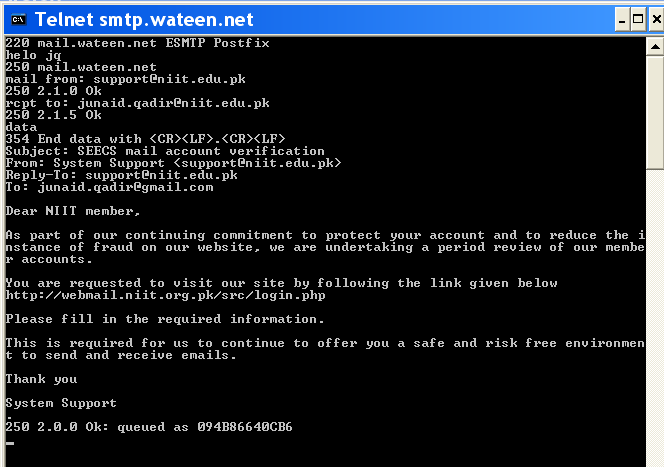 Telnet smtp.wateen.net
220 mail.wateen.net ESMTP Postfix
helo jq
250 mail.wateen.net
mail from: support@niit.edu.pk
250 2.1.0 Ok
rcpt to: junaid.qadir@niit.edu.pk
250 2.1.5 Ok
data
354 End data with <CR><LF>.<CR><LF>
Subject: SEECS mail account verification
From: System Support <support@niit.edu.pk>
Reply-To: support@niit.edu.pk
To: junaid.qadir@gmail.com
Dear NIIT member,
As part of our continuing commitment to protect your account and to reduce the i
nstance of fraud on our website, we are undertaking a period review of our membe
r accounts.
You are requested to visit our site by following the link given below
http://webmail.niit.org.pk/src/login.php
Please fill in the required information.
This is required for us to continue to offer you a safe and risk free environmen
t to send and receive emails.
Thank you
System Support
.
250 2.0.0 Ok: queued as 094B86640CB6